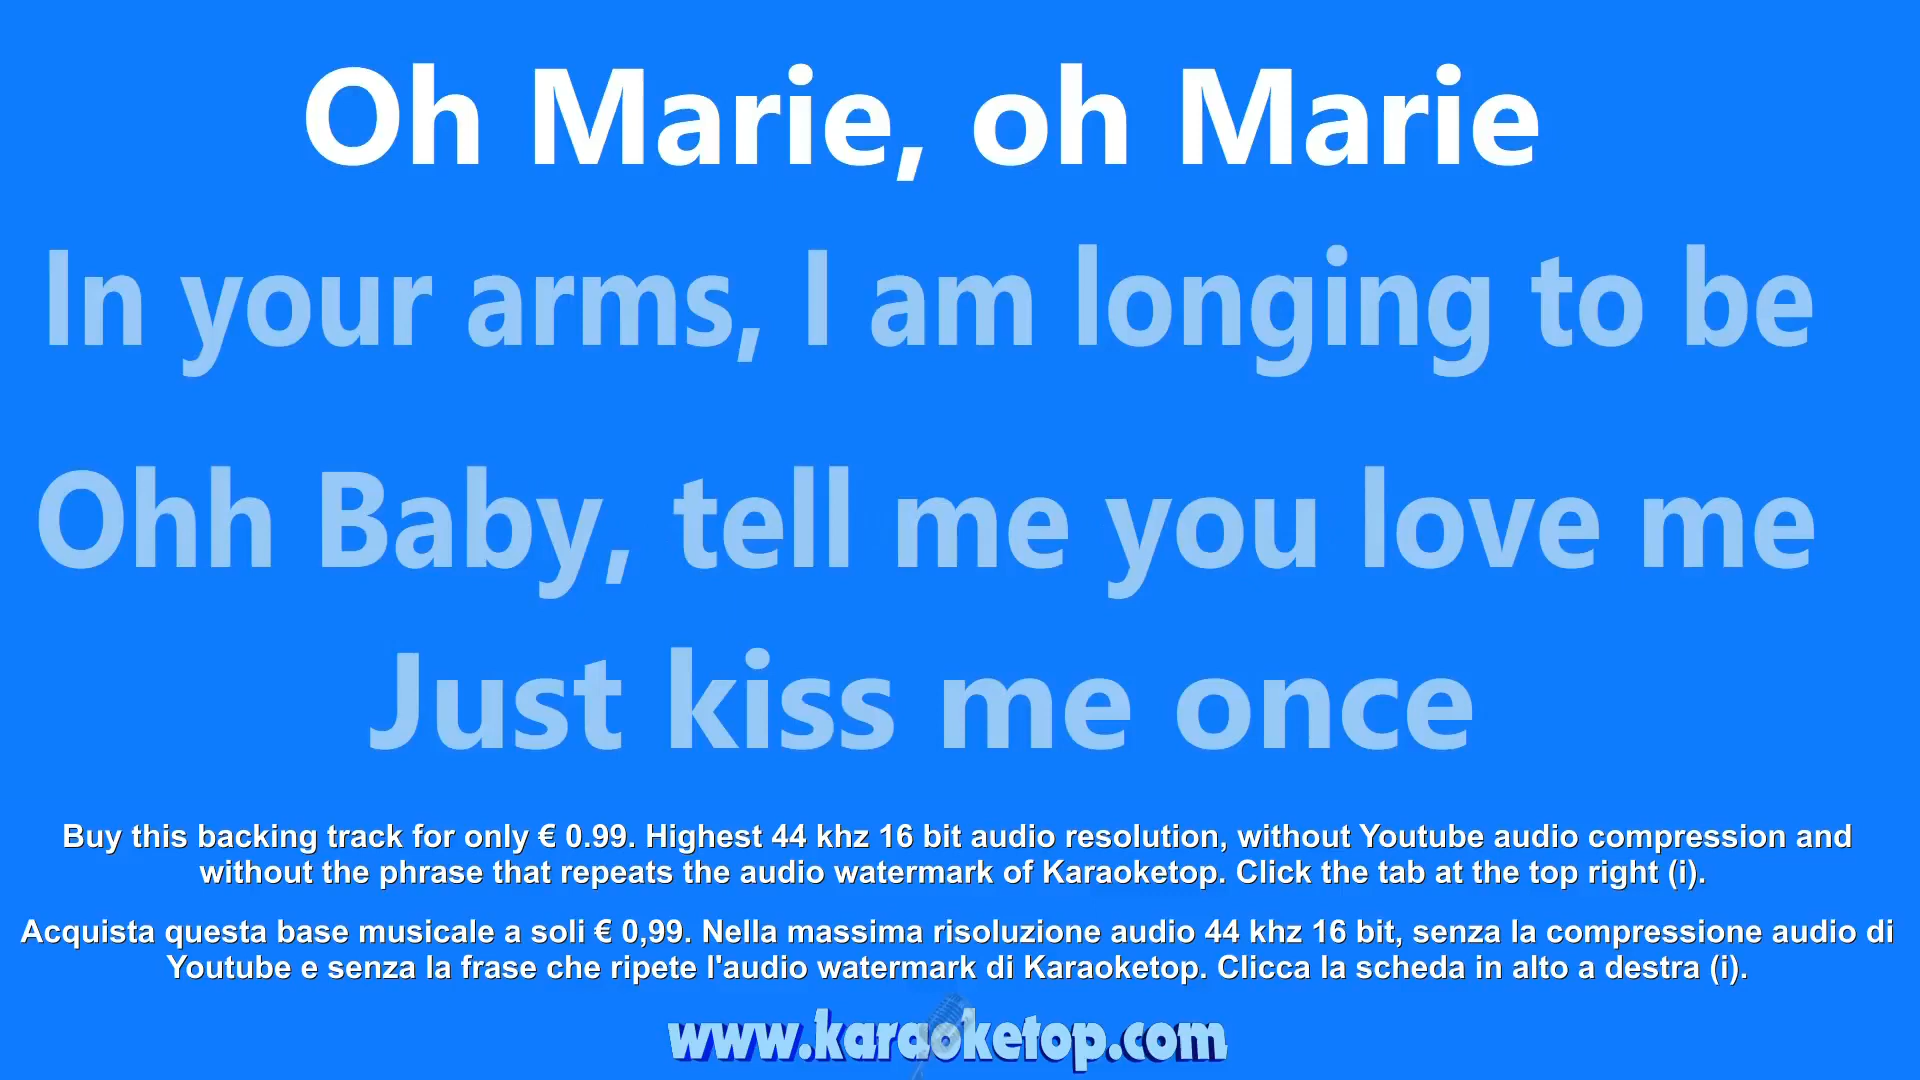 Oh Marie, oh Marie
In your arms, I am longing to be
Ohh Baby, tell me you love me
Just kiss me once
Buy this backing track for only € 0.99. Highest 44 khz 16 bit audio resolution, without Youtube audio compression and
without the phrase that repeats the audio watermark of Karaoketop. Click the tab at the top right (i).
Acquista questa base musicale a soli € 0,99. Nella massima risoluzione audio 44 khz 16 bit, senza la compressione audio di
Youtube e senza la frase che ripete l'audio watermark di Karaoketop. Clicca la scheda in alto a destra (i).
www.karaoketop.com